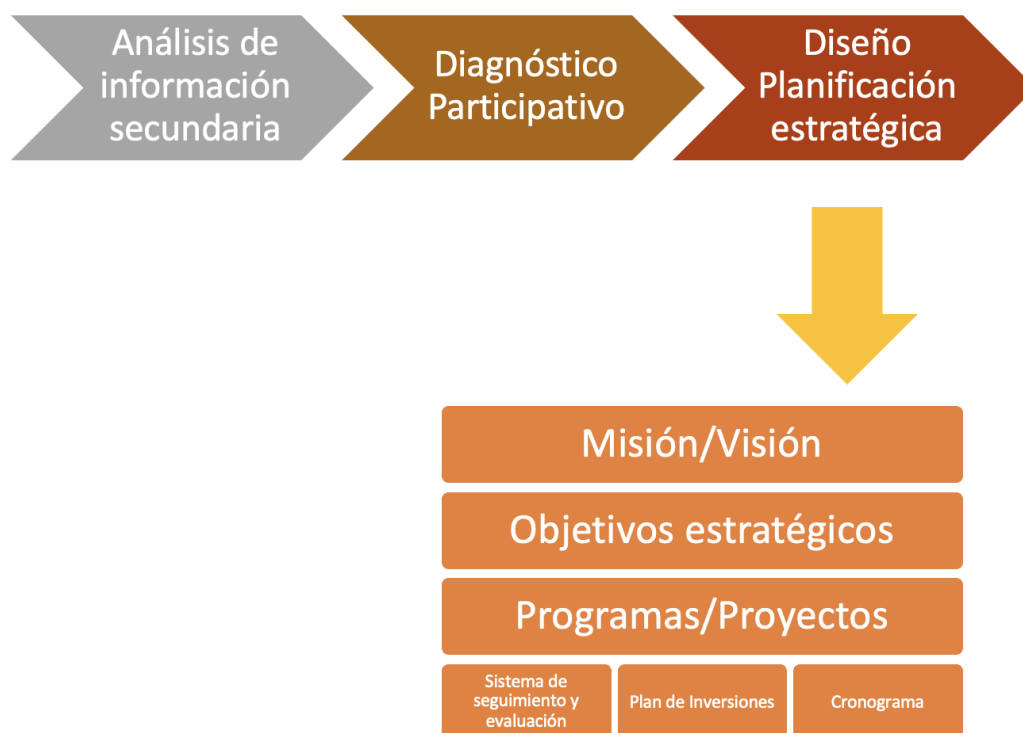 Análisis de
información
secundaria
Diagnóstico
Participativo
Diseño
Planificación
estratégica
Misión/Visión
Objetivos estratégicos
Programas/Proyectos
Sistema de
seguimiento y
evaluación
Plan de Inversiones
Cronograma